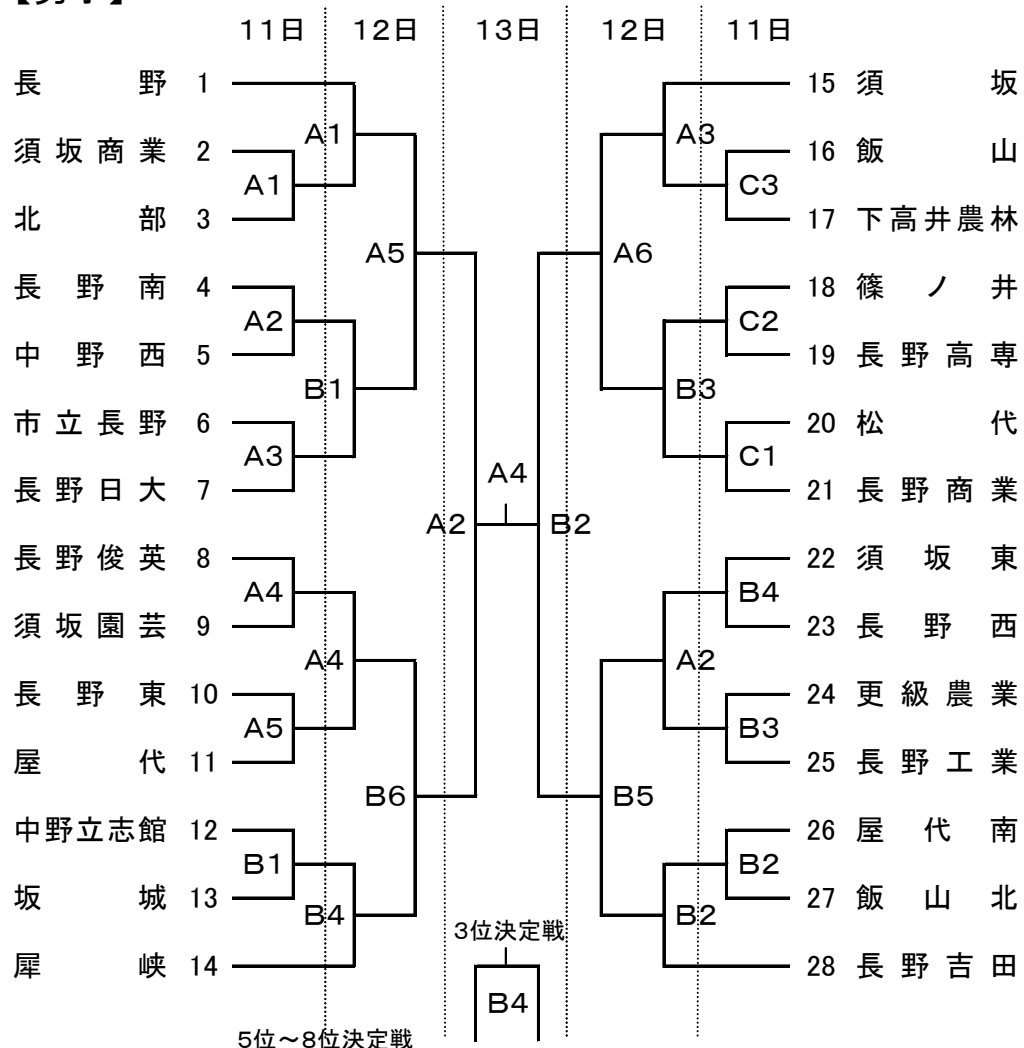 11日 12日 13日 12日 11日
長野 1 15 須坂
A1 A3
須坂商業 2 16 飯山
A1 C3
北部 3 17 下高井農林
A5 A6
長野南 4 18 篠ノ井
A2 C2
中野西 5 19 長野高専
B1 B3
市立長野 6 20 松代
A3 A4 C1
長野日大 7 21 長野商業
A2 B2
長野俊英 8 22 須坂東
A4 B4
須坂園芸 9 23 長野西
A4 A2
長野東 10 24 更級農業
A5 B3
屋代 11 25 長野工業
B6 B5
中野立志館 12 26 屋代南
B1 B2
坂城 13 27 飯山北
B4 3位決定戦 B2
犀峡 14 28 長野吉田
B4
5位～8位決定戦